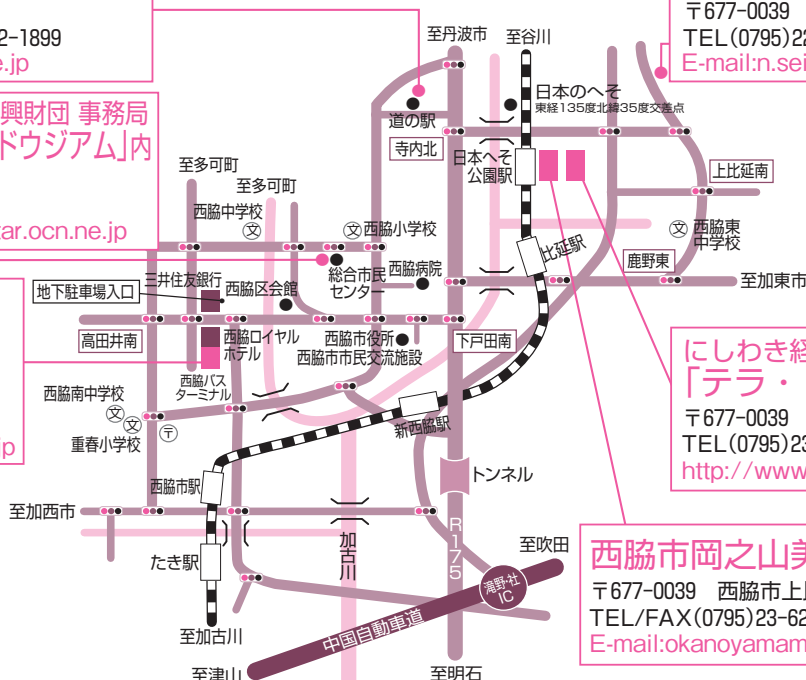 2-1899
e.jp
興財団 事務局
ドウジアム」内
tar.ocn.ne.jp
jp
〒677-0039
TEL(0795)22
E-mail:n.sei
至丹波市
至谷川
日本のへそ
東経135度北緯35度交差点
道の駅
寺内北
日本へそ
公園駅
上比延南
至多可町
至多可町
西脇中学校
文
文
西脇小学校
文
西脇東
中学校
比延駅
鹿野東
至加東市
総合市民
センター
西脇病院
三井住友銀行
地下駐車場入口
西脇区会館
高田井南
西脇ロイヤル
ホテル
西脇市役所
西脇市市民交流施設
下戸田南
西脇バス
ターミナル
西脇南中学校
文
文
〒
重春小学校
新西脇駅
にしわき経
「テラ・
〒677-0039
TEL(0795)23
http://www
西脇市駅
トンネル
至加西市
加古川
R175
たき駅
至吹田
滝野・社
IC
中国自動車道
至加古川
至津山
至明石
西脇市岡之山美
〒677-0039 西脇市上
TEL/FAX(0795)23-62
E-mail:okanoyamam